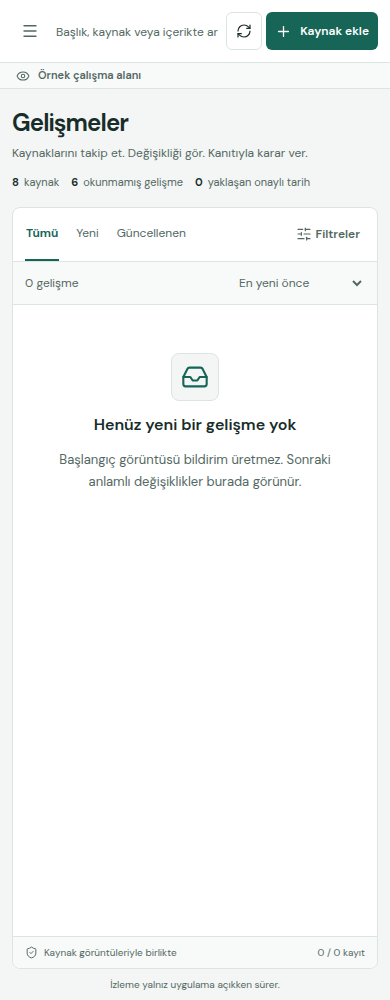 Başlık, kaynak veya içerikte ar
Kaynak ekle
Örnek çalışma alanı
Gelişmeler
Kaynaklarını takip et. Değişikliği gör. Kanıtıyla karar ver.
8 kaynak 6 okunmamış gelişme 0 yaklaşan onaylı tarih
Tümü Yeni Güncellenen Filtreler
0 gelişme En yeni önce
Henüz yeni bir gelişme yok
Başlangıç görüntüsü bildirim üretmez. Sonraki
anlamlı değişiklikler burada görünür.
Kaynak görüntüleriyle birlikte 0 / 0 kayıt
İzleme yalnız uygulama açıkken sürer.